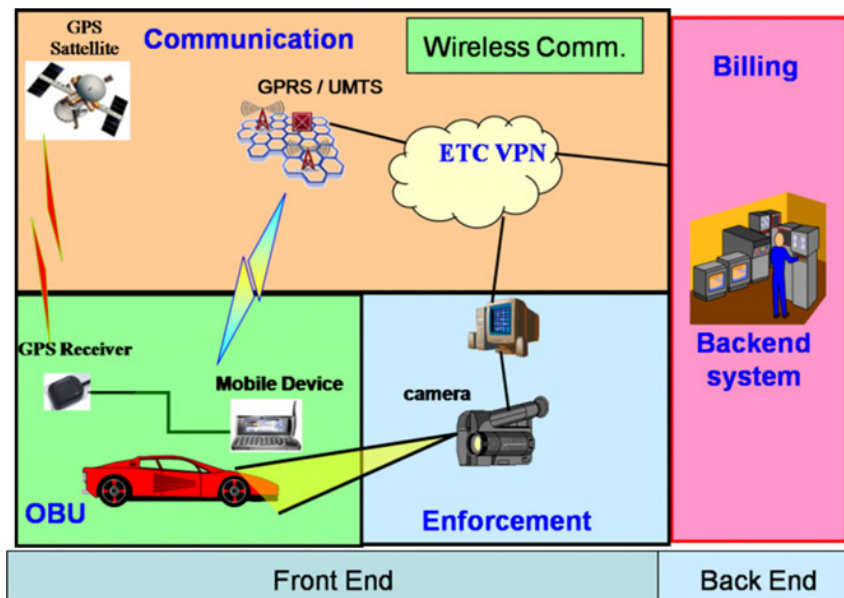 GPS
Sattellite
Communication
Wireless Comm.
GPRS / UMTS
Billing
ETC VPN
GPS Receiver
Mobile Device
camera
Backend
system
OBU
Enforcement
Front End
Back End